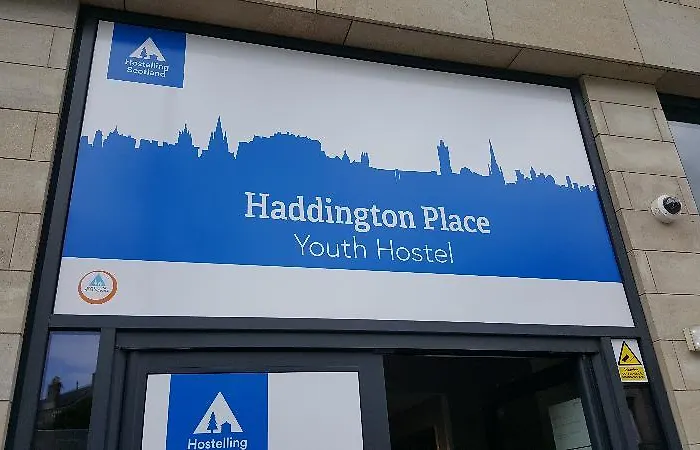 Hostelling
Scotland
Haddington Place
Youth Hostel
Hostelling